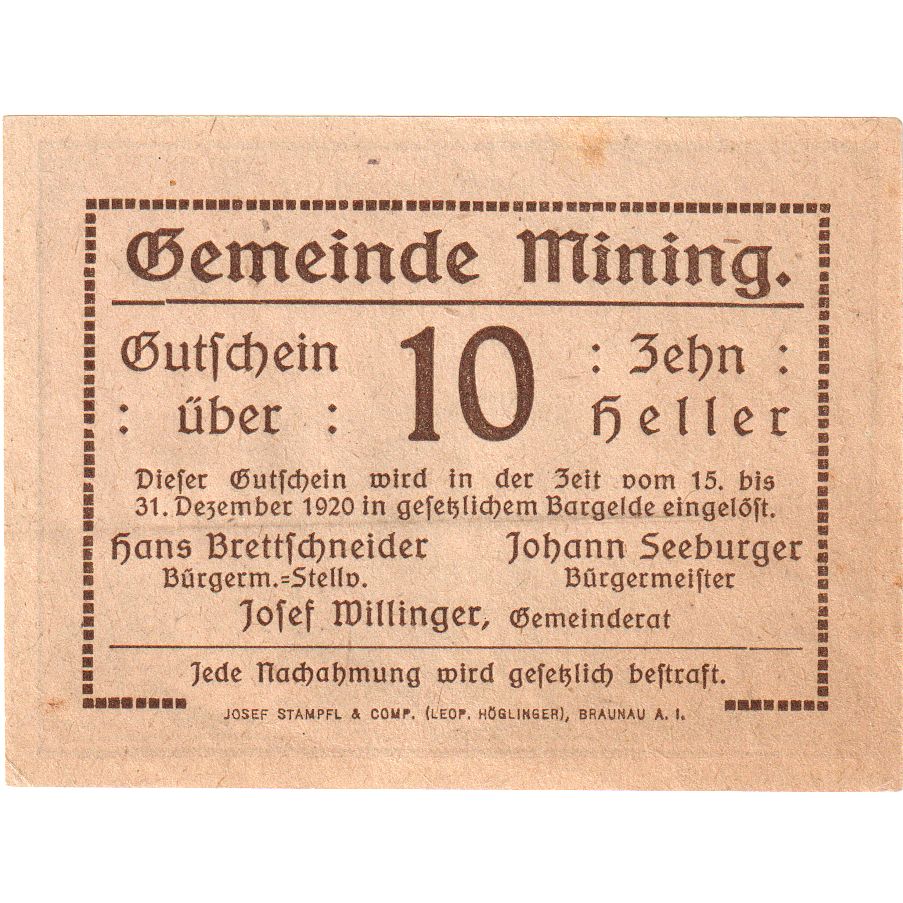 Gemeinde Mining.
Gutſchein 10 : Zehn :
: über : Heller
Dieſer Gutſchein wird in der Zeit vom 15. bis
31. Dezember 1920 in geſetzlichem Bargelde eingelöſt.
Hans Brettſchneider Johann Seeburger
Bürgerm.=Stellv. Bürgermeiſter
Joſef Willinger, Gemeinderat
Jede Nachahmung wird geſetzlich beſtraft.
JOSEF STAMPFL & COMP. (LEOP. HÖGLINGER), BRAUNAU A. I.